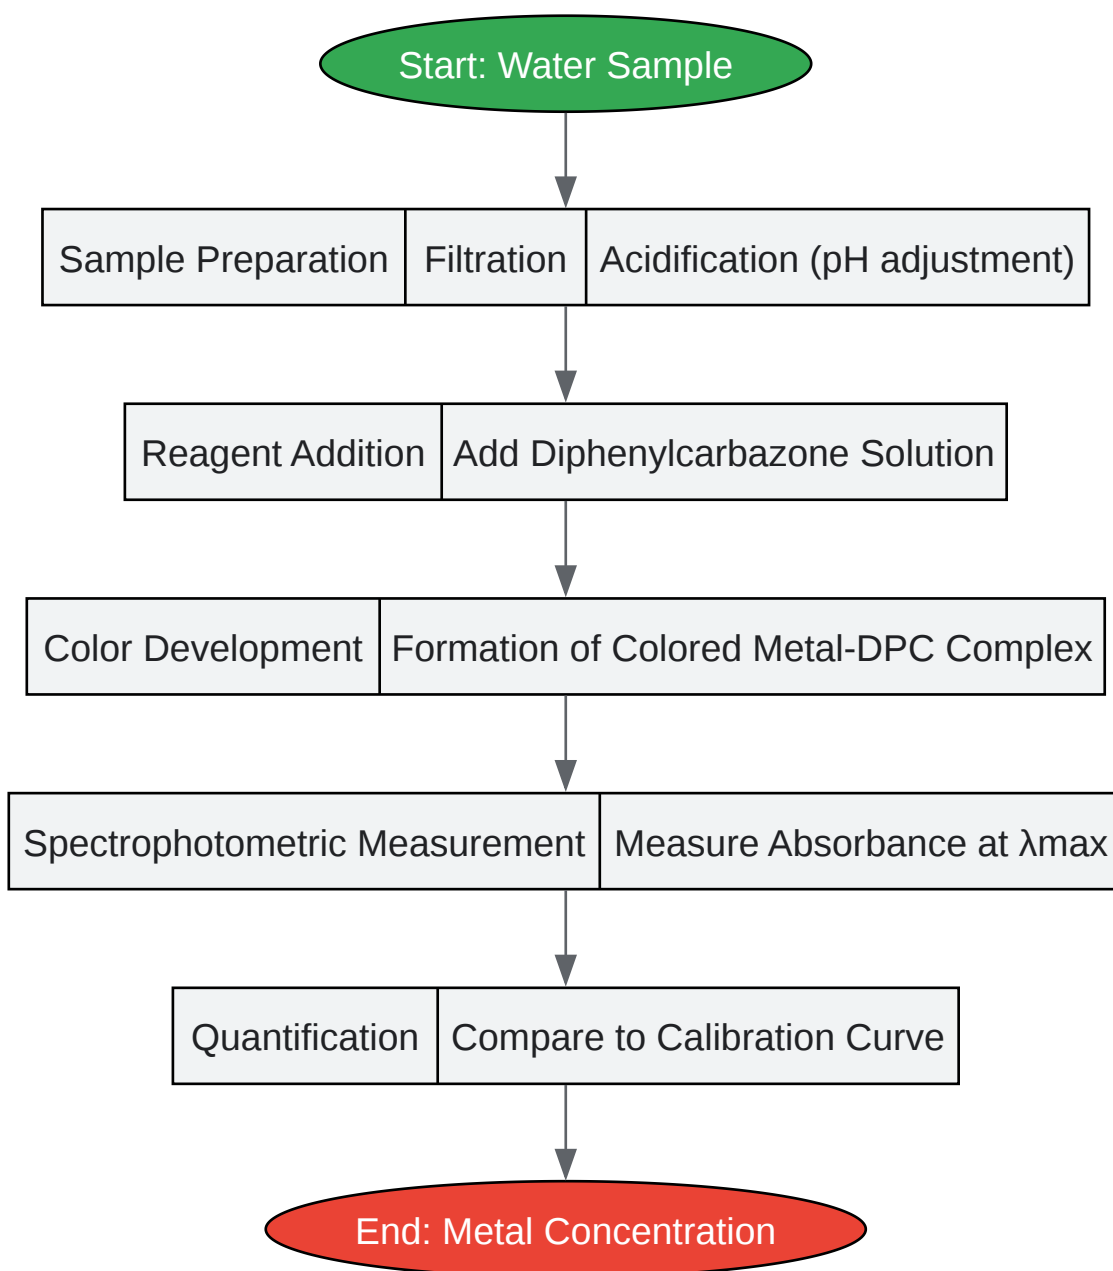 Start: Water Sample
Sample Preparation Filtration Acidification (pH adjustment)
Reagent Addition Add Diphenylcarbazone Solution
Color Development Formation of Colored Metal-DPC Complex
Spectrophotometric Measurement Measure Absorbance at λmax
Quantification Compare to Calibration Curve
End: Metal Concentration